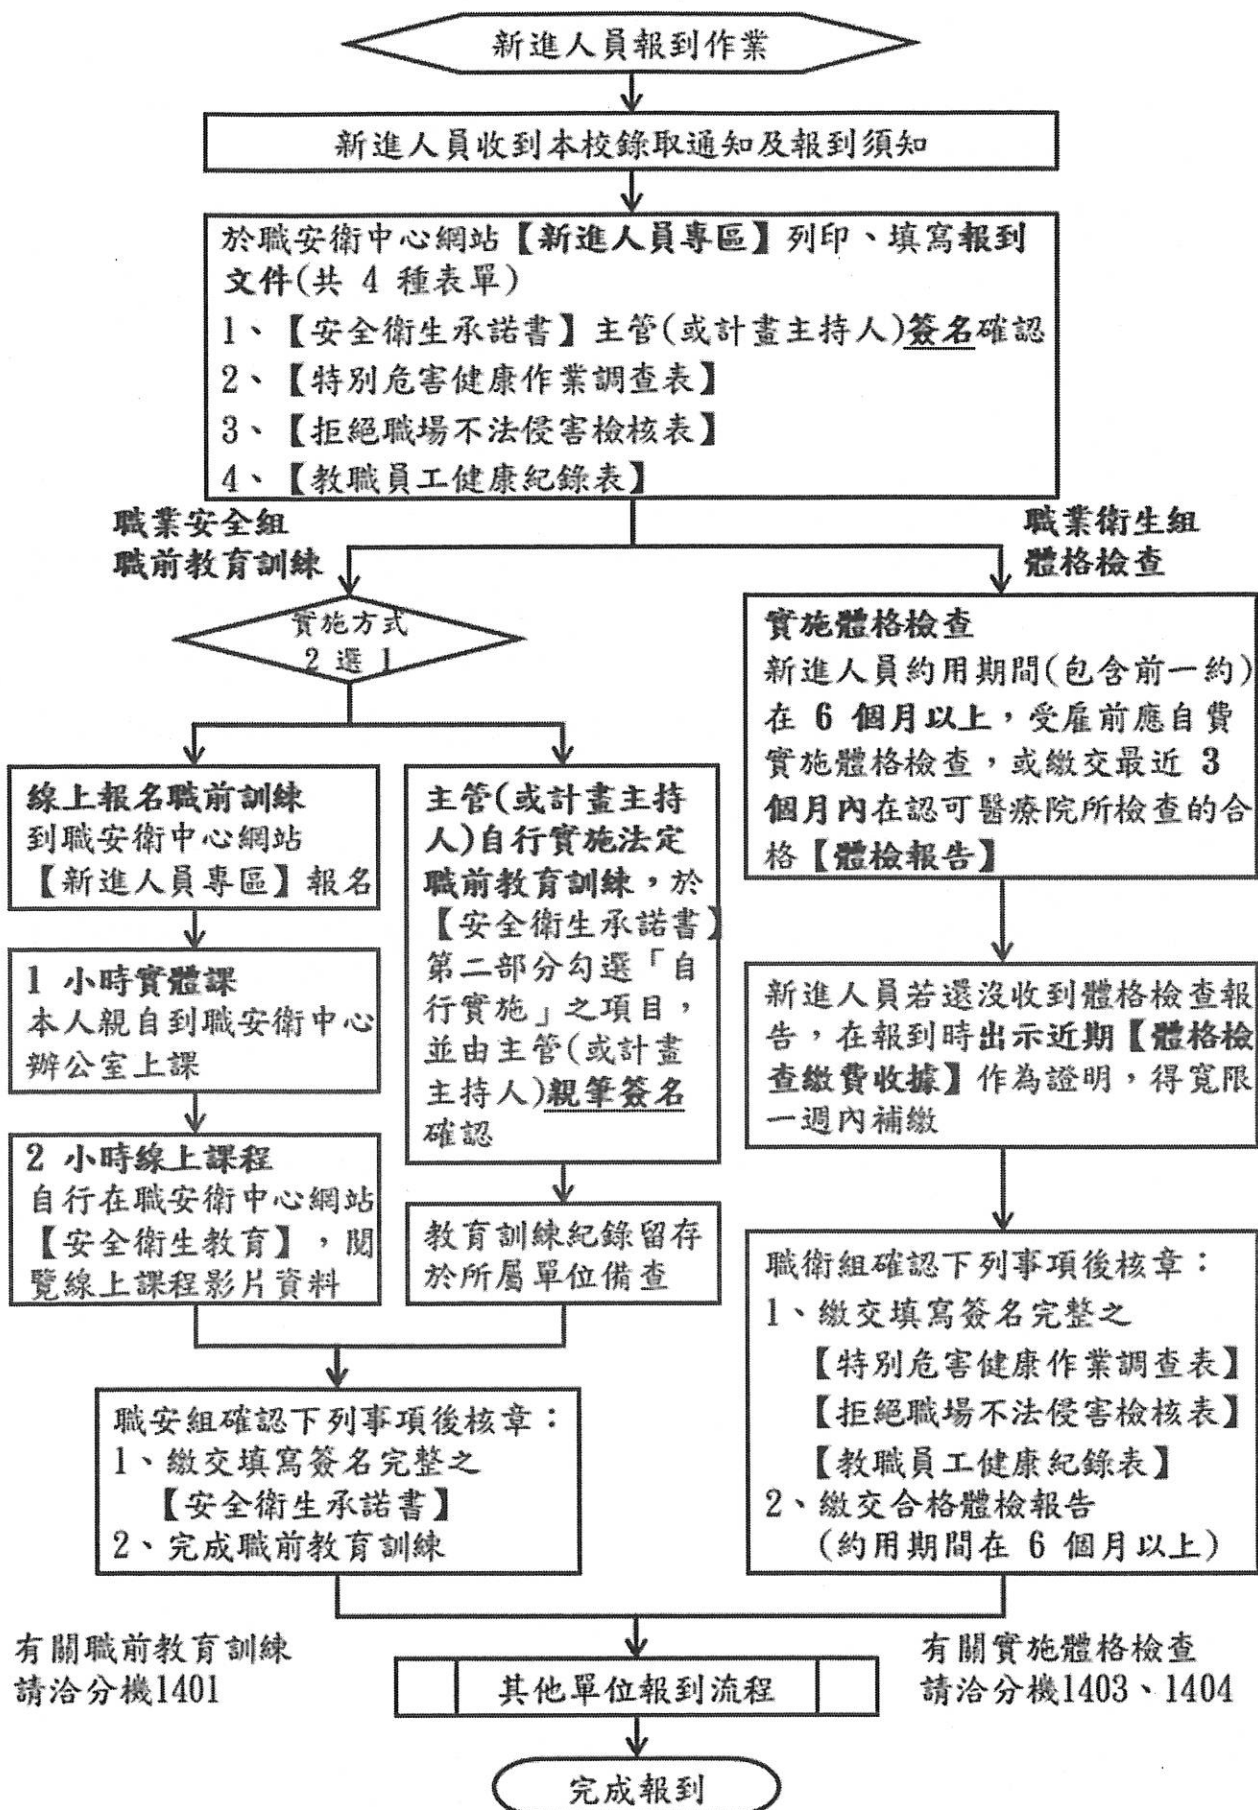 新進人員報到作業
新進人員收到本校錄取通知及報到須知
於職安衛中心網站【新進人員專區】列印、填寫報到
文件(共 4 種表單)
1、【安全衛生承諾書】主管(或計畫主持人)簽名確認
2、【特別危害健康作業調查表】
3、【拒絕職場不法侵害檢核表】
4、【教職員工健康紀錄表】
職業安全組
職前教育訓練
職業衛生組
體格檢查
實施方式
2 選 1
線上報名職前訓練
到職安衛中心網站
【新進人員專區】報名
1 小時實體課
本人親自到職安衛中心
辦公室上課
2 小時線上課程
自行在職安衛中心網站
【安全衛生教育】，閱
覽線上課程影片資料
主管(或計畫主持
人)自行實施法定
職前教育訓練，於
【安全衛生承諾書】
第二部分勾選「自
行實施」之項目，
並由主管(或計畫
主持人)親筆簽名
確認
教育訓練紀錄留存
於所屬單位備查
職安組確認下列事項後核章：
1、繳交填寫簽名完整之
【安全衛生承諾書】
2、完成職前教育訓練
實施體格檢查
新進人員約用期間(包含前一約)
在 6 個月以上，受雇前應自費
實施體格檢查，或繳交最近 3
個月內在認可醫療院所檢查的合
格【體檢報告】
新進人員若還沒收到體格檢查報
告，在報到時出示近期【體格檢
查繳費收據】作為證明，得寬限
一週內補繳
職衛組確認下列事項後核章：
1、繳交填寫簽名完整之
【特別危害健康作業調查表】
【拒絕職場不法侵害檢核表】
【教職員工健康紀錄表】
2、繳交合格體檢報告
(約用期間在 6 個月以上)
有關職前教育訓練
請洽分機1401
其他單位報到流程
有關實施體格檢查
請洽分機1403、1404
完成報到